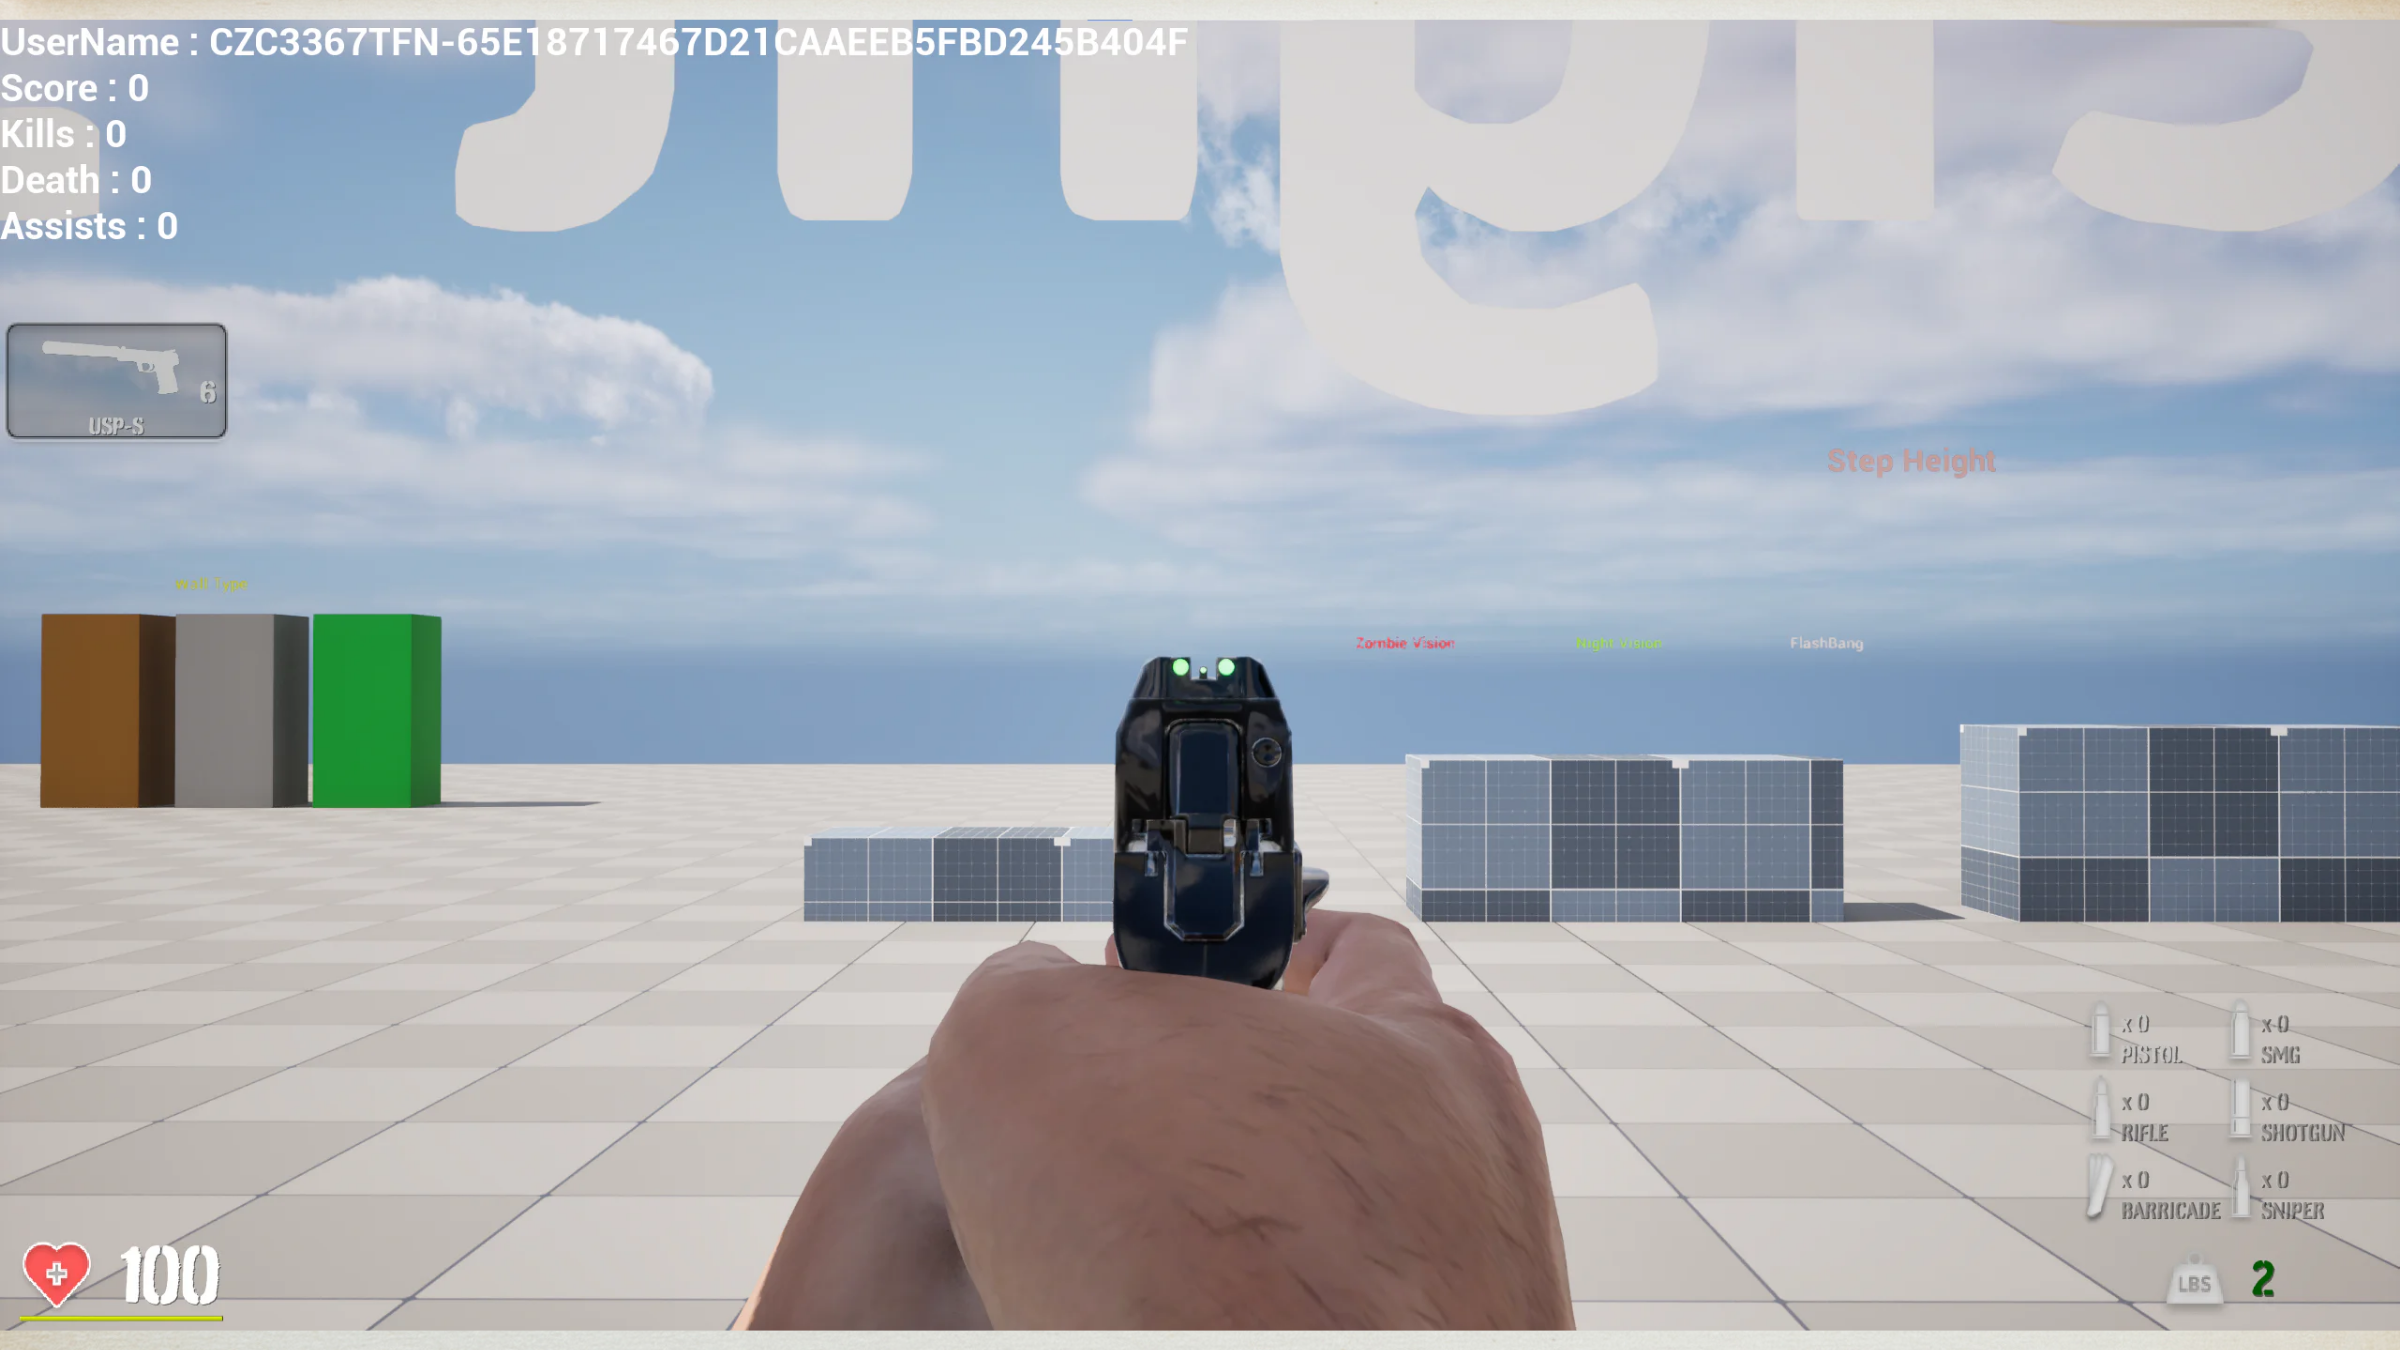 UserName : CZC3367TFN-65E18717467D21CAAEEB5FBD245B404F
Score : 0
Kills : 0
Death : 0
Assists : 0
6
USP-S
Step Height
Wall Type
Zombie Vision
Night Vision
FlashBang
x 0
PISTOL
x 0
SMG
x 0
RIFLE
x 0
SHOTGUN
x 0
BARRICADE
x 0
SNIPER
100
LBS
2